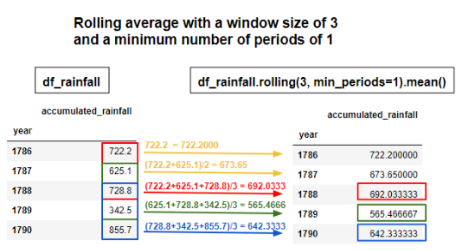 Rolling average with a window size of 3
and a minimum number of periods of 1
df_rainfall
df_rainfall.rolling(3, min_periods=1).mean()
accumulated_rainfall
year
1786 722.2
1787 625.1
1788 728.8
1789 342.5
1790 855.7
722.2 = 722.2000
(722.2+625.1)/2 = 673.65
(722.2+625.1+728.8)/3 = 692.0333
(625.1+728.8+342.5)/3 = 565.4666
(728.8+342.5+855.7)/3 = 642.3333
accumulated_rainfall
year
1786 722.200000
1787 673.650000
1788 692.033333
1789 565.466667
1790 642.333333